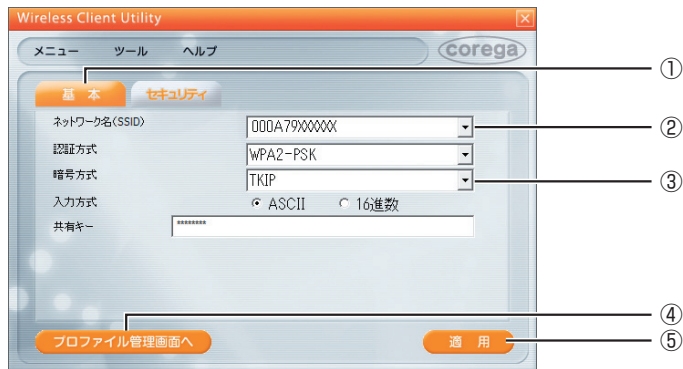 Wireless Client Utility
メニュー ツール ヘルプ corega
①
基 本 セキュリティ
ネットワーク名(SSID) 000A79XXXXXX ②
認証方式 WPA2-PSK
暗号方式 TKIP ③
入力方式 ASCII 16進数
共有キー ********
④
プロファイル管理画面へ 適 用 ⑤